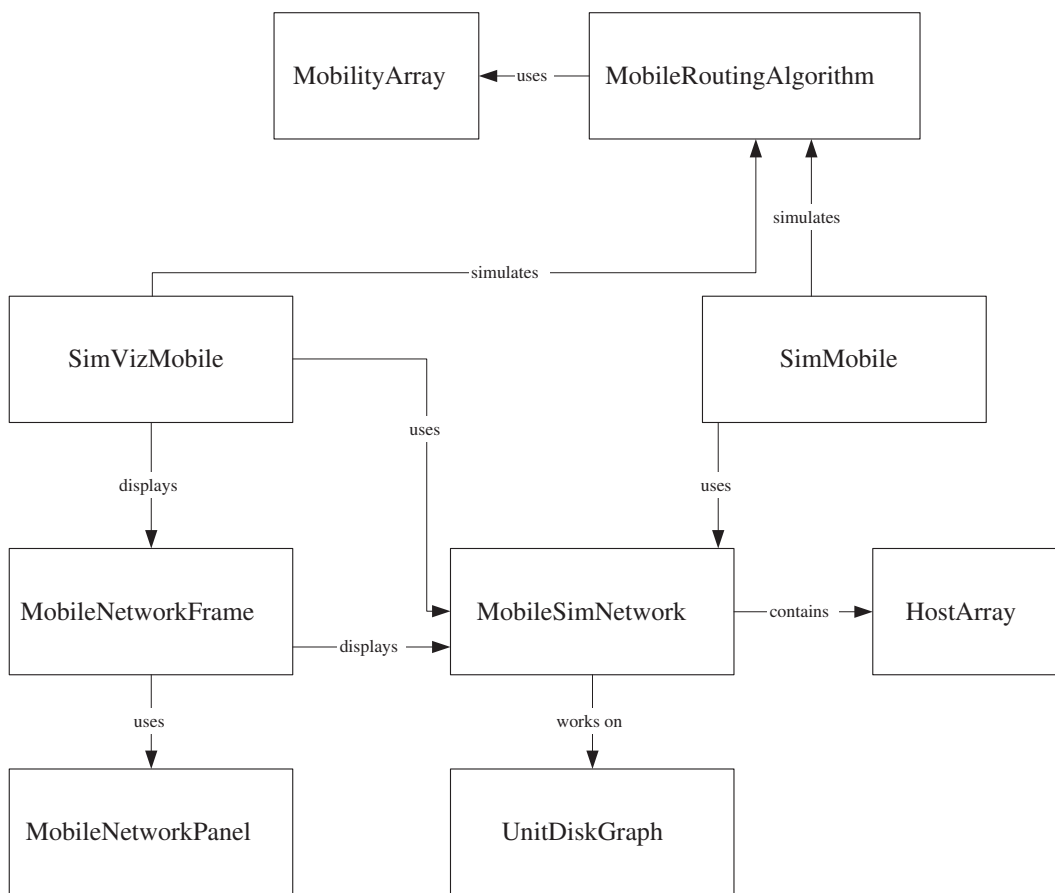 MobilityArray
uses
MobileRoutingAlgorithm
simulates
simulates
SimVizMobile
SimMobile
uses
displays
uses
MobileNetworkFrame
MobileSimNetwork
contains
HostArray
displays
uses
works on
MobileNetworkPanel
UnitDiskGraph